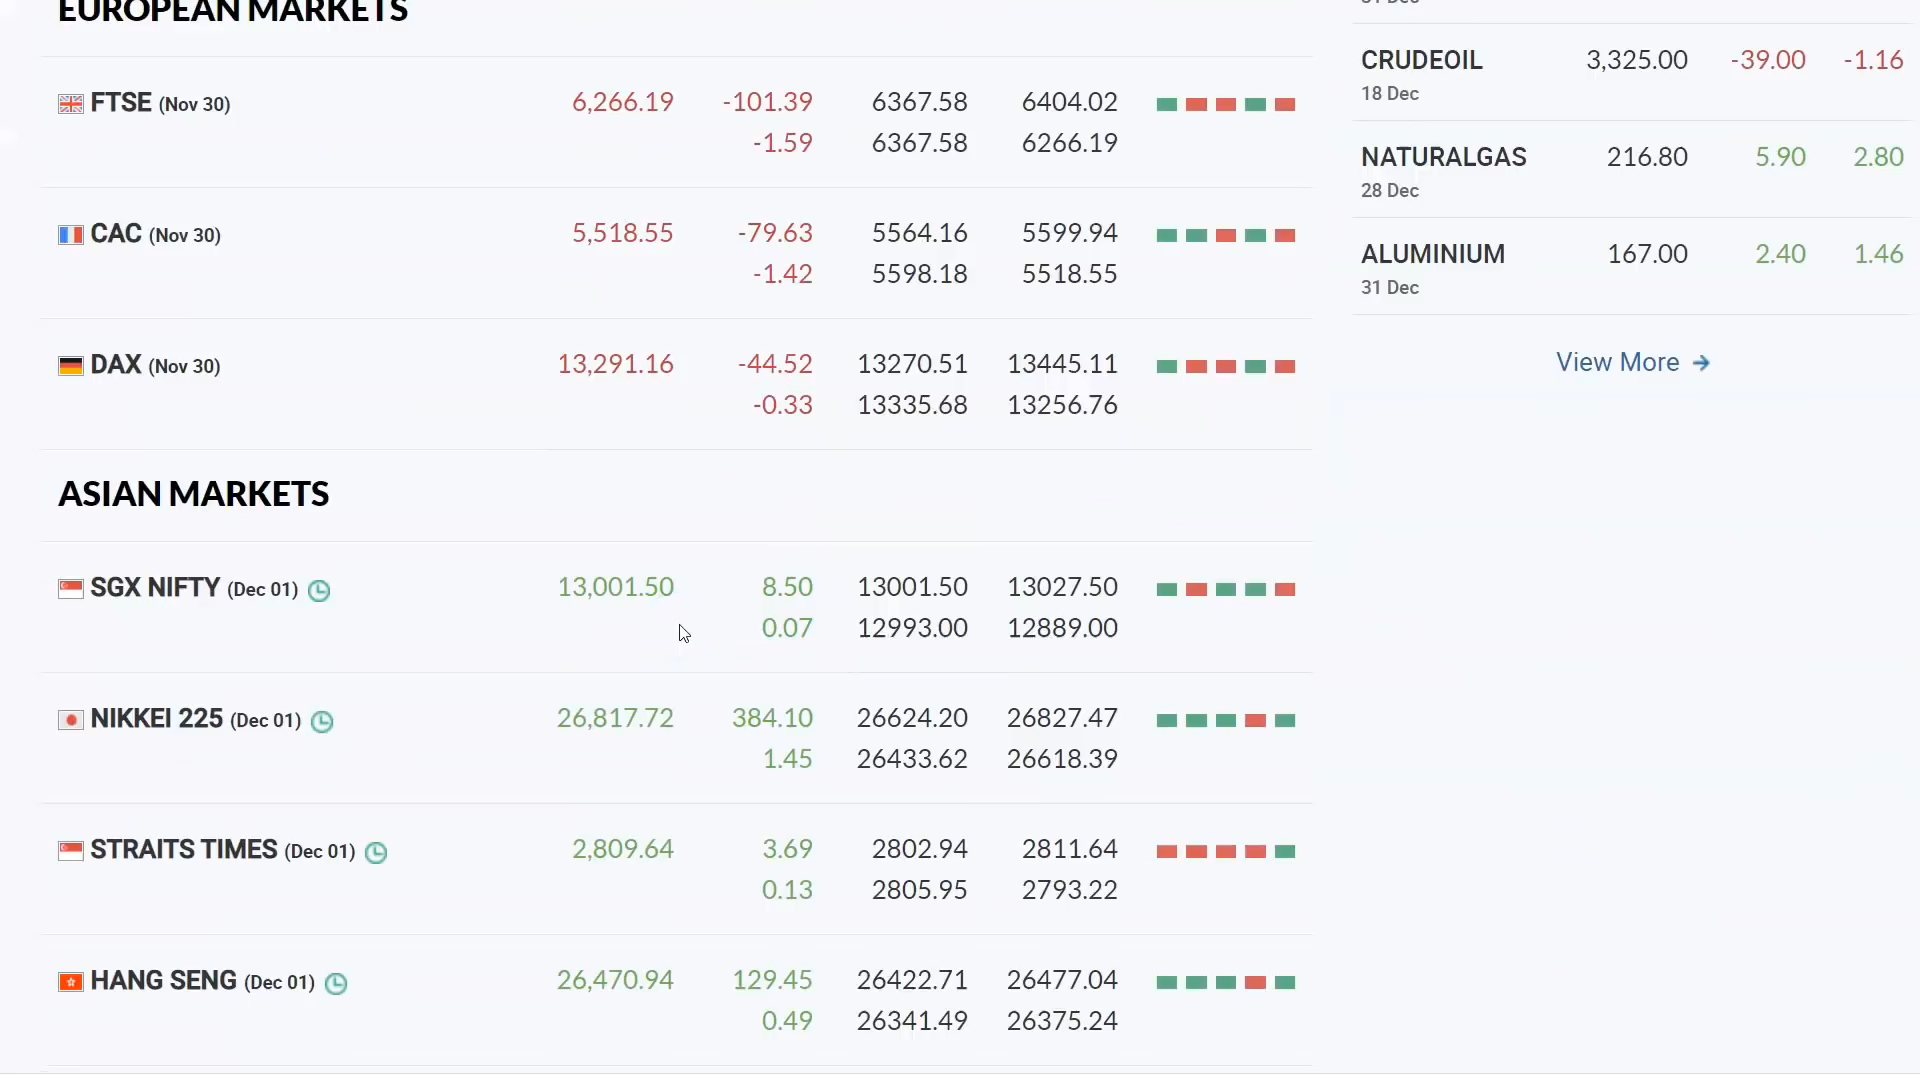 EUROPEAN MARKETS
FTSE (Nov 30) 6,266.19 -101.39 6367.58 6404.02
-1.59 6367.58 6266.19
CAC (Nov 30) 5,518.55 -79.63 5564.16 5599.94
-1.42 5598.18 5518.55
DAX (Nov 30) 13,291.16 -44.52 13270.51 13445.11
-0.33 13335.68 13256.76
ASIAN MARKETS
SGX NIFTY (Dec 01) 13,001.50 8.50 13001.50 13027.50
0.07 12993.00 12889.00
NIKKEI 225 (Dec 01) 26,817.72 384.10 26624.20 26827.47
1.45 26433.62 26618.39
STRAITS TIMES (Dec 01) 2,809.64 3.69 2802.94 2811.64
0.13 2805.95 2793.22
HANG SENG (Dec 01) 26,470.94 129.45 26422.71 26477.04
0.49 26341.49 26375.24
CRUDEOIL 3,325.00 -39.00 -1.16
18 Dec
NATURALGAS 216.80 5.90 2.80
28 Dec
ALUMINIUM 167.00 2.40 1.46
31 Dec
View More